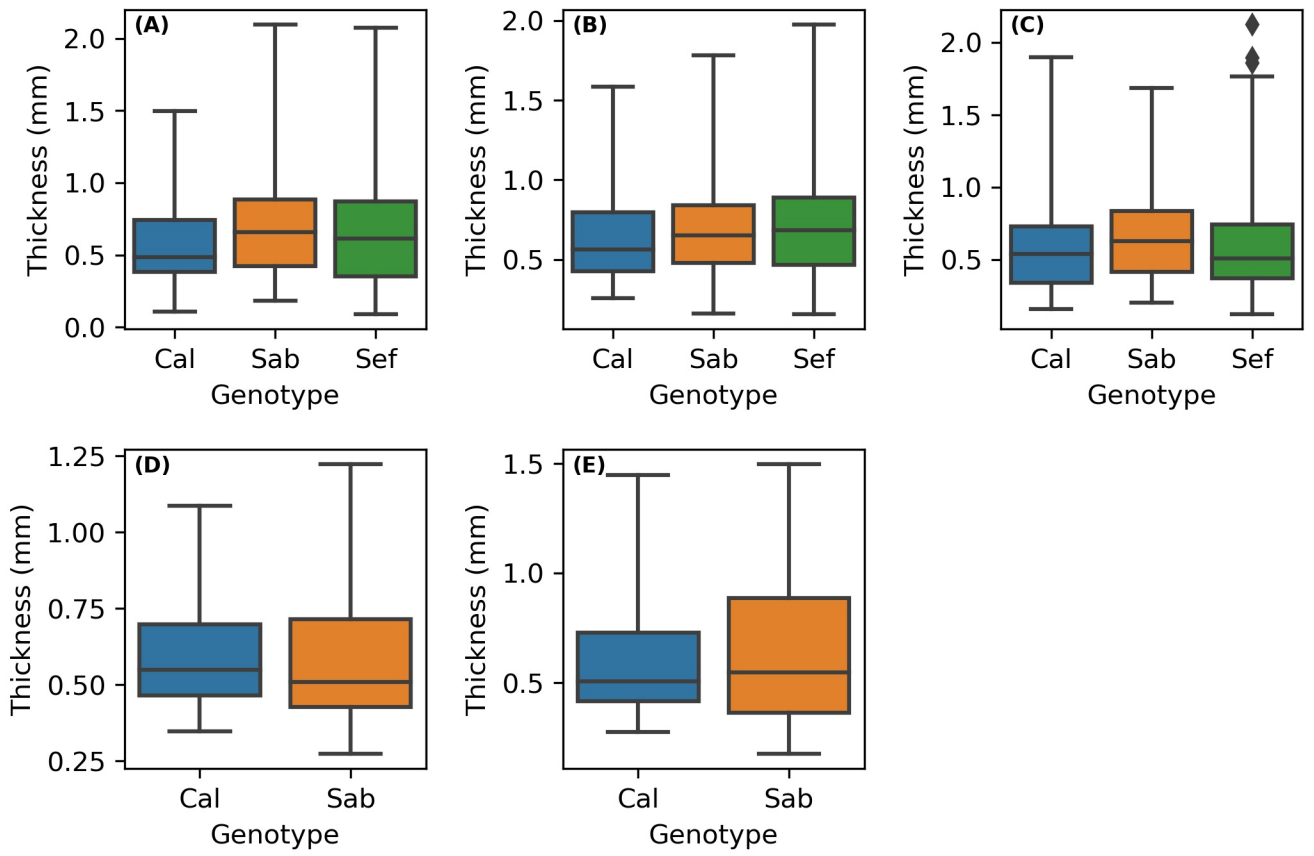 (A)
Thickness (mm)
2.0
1.5
1.0
0.5
0.0
Cal Sab Sef
Genotype
(B)
Thickness (mm)
2.0
1.5
1.0
0.5
Cal Sab Sef
Genotype
(C)
Thickness (mm)
2.0
1.5
1.0
0.5
Cal Sab Sef
Genotype
(D)
Thickness (mm)
1.25
1.00
0.75
0.50
0.25
Cal Sab
Genotype
(E)
Thickness (mm)
1.5
1.0
0.5
Cal Sab
Genotype